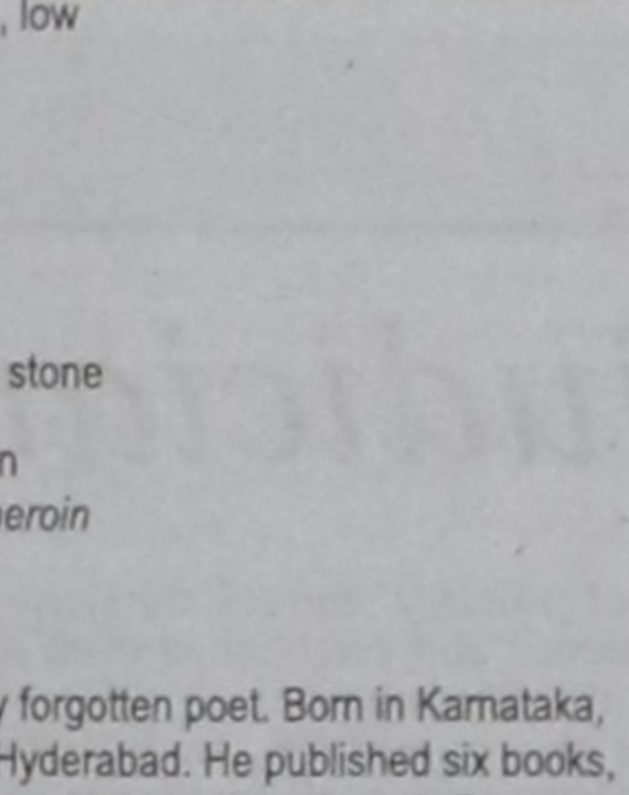 , low
stone
n
eroin
y forgotten poet. Born in Karnataka,
Hyderabad. He published six books,